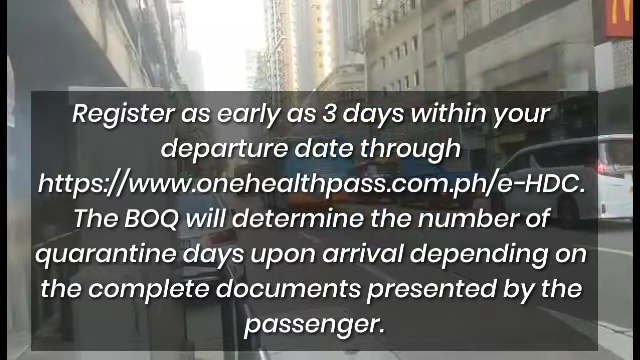 Register as early as 3 days within your
departure date through
https://www.onehealthpass.com.ph/e-HDC.
The BOQ will determine the number of
quarantine days upon arrival depending on
the complete documents presented by the
passenger.